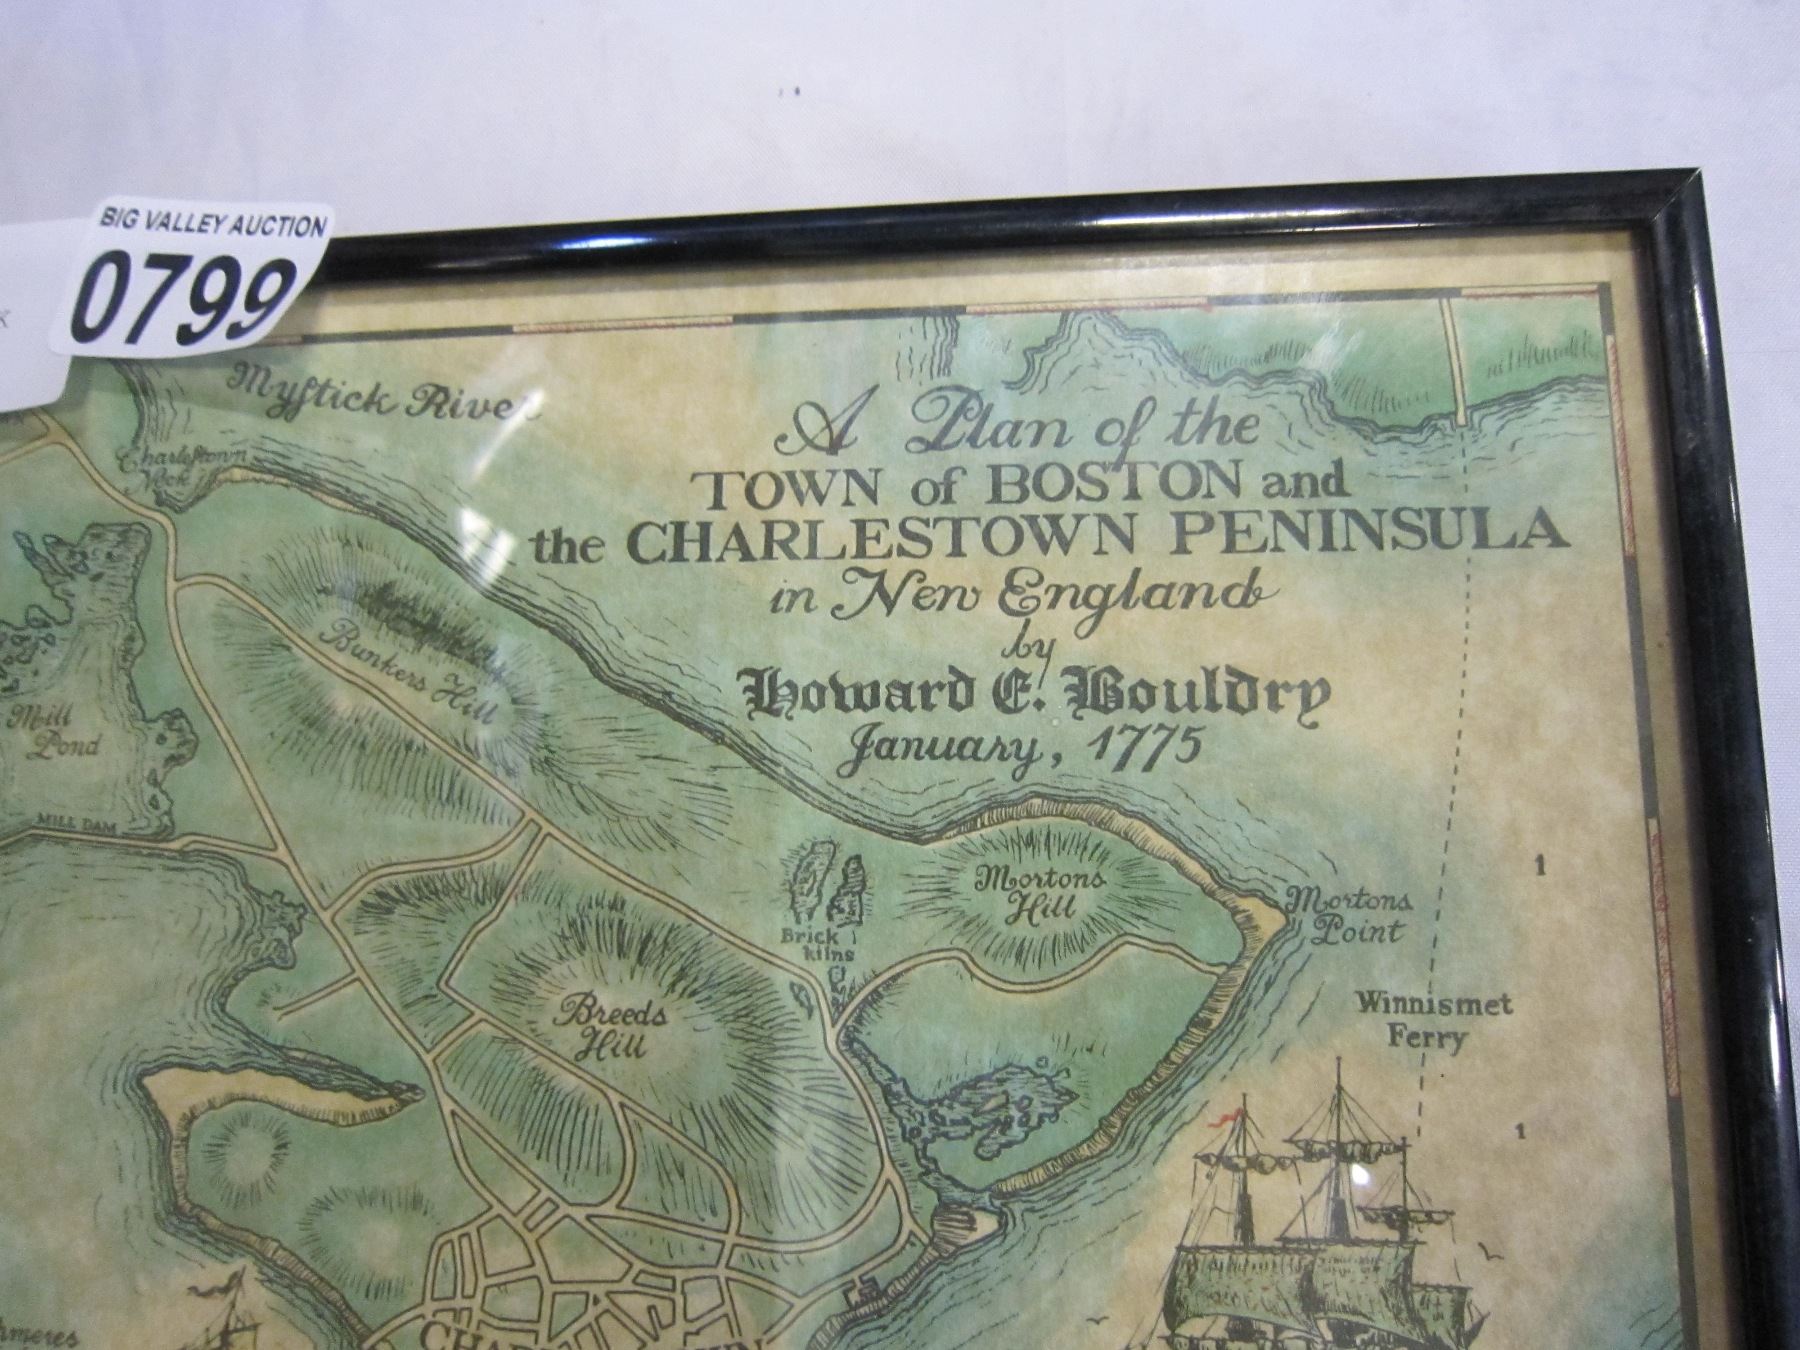 BIG VALLEY AUCTION
0799
Myſtick River
A Plan of the
TOWN of BOSTON and
the CHARLESTOWN PENINSULA
in New England
by
Howard E. Bouldry
January, 1775
Charleſtown
Neck
Bunkers Hill
Mill
Pond
MILL DAM
Brick
kilns
Mortons
Hill
Mortons
Point
1
Breeds
Hill
Winnismet
Ferry
1